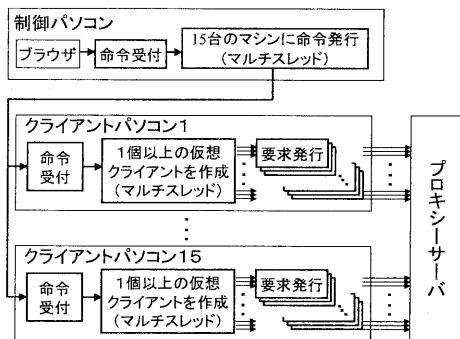 制御パソコン
ブラウザ
命令受付
15台のマシンに命令発行
(マルチスレッド)
クライアントパソコン1
命令
受付
1個以上の仮想
クライアントを作成
(マルチスレッド)
要求発行
クライアントパソコン15
命令
受付
1個以上の仮想
クライアントを作成
(マルチスレッド)
要求発行
プロキシーサーバ